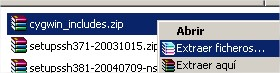 cygwin_includes.zip
Abrir
setupssh371-20031015.zip
Extraer ficheros...
setupssh381-20040709-ns
Extraer aquí